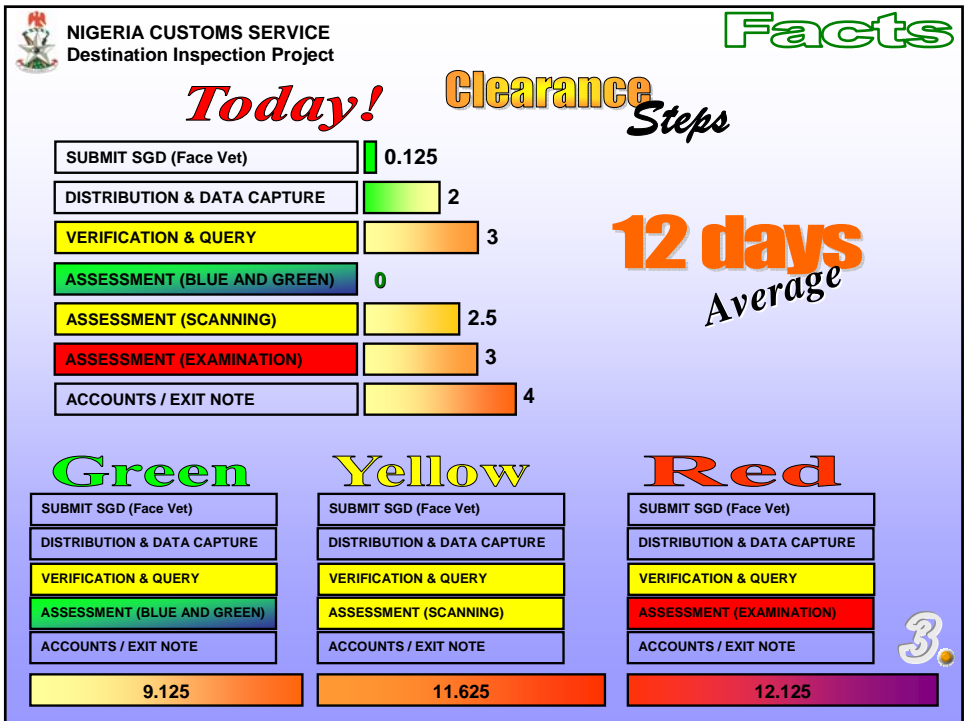 NIGERIA CUSTOMS SERVICE
Destination Inspection Project
Facts
Today!
Clearance
Steps
SUBMIT SGD (Face Vet) 0.125
DISTRIBUTION & DATA CAPTURE 2
VERIFICATION & QUERY 3
ASSESSMENT (BLUE AND GREEN) 0
ASSESSMENT (SCANNING) 2.5
ASSESSMENT (EXAMINATION) 3
ACCOUNTS / EXIT NOTE 4
12 days
Average
Green
SUBMIT SGD (Face Vet)
DISTRIBUTION & DATA CAPTURE
VERIFICATION & QUERY
ASSESSMENT (BLUE AND GREEN)
ACCOUNTS / EXIT NOTE
9.125
Yellow
SUBMIT SGD (Face Vet)
DISTRIBUTION & DATA CAPTURE
VERIFICATION & QUERY
ASSESSMENT (SCANNING)
ACCOUNTS / EXIT NOTE
11.625
Red
SUBMIT SGD (Face Vet)
DISTRIBUTION & DATA CAPTURE
VERIFICATION & QUERY
ASSESSMENT (EXAMINATION)
ACCOUNTS / EXIT NOTE
12.125
3.